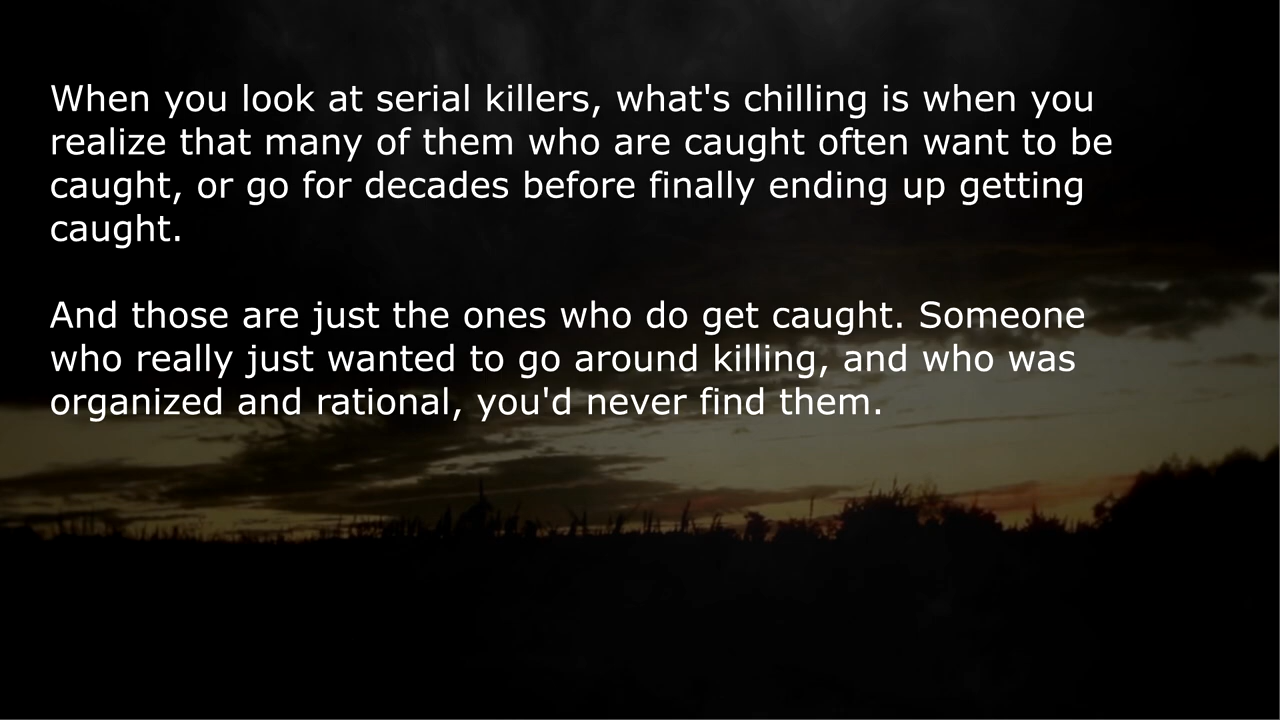 When you look at serial killers, what's chilling is when you
realize that many of them who are caught often want to be
caught, or go for decades before finally ending up getting
caught.
And those are just the ones who do get caught. Someone
who really just wanted to go around killing, and who was
organized and rational, you'd never find them.